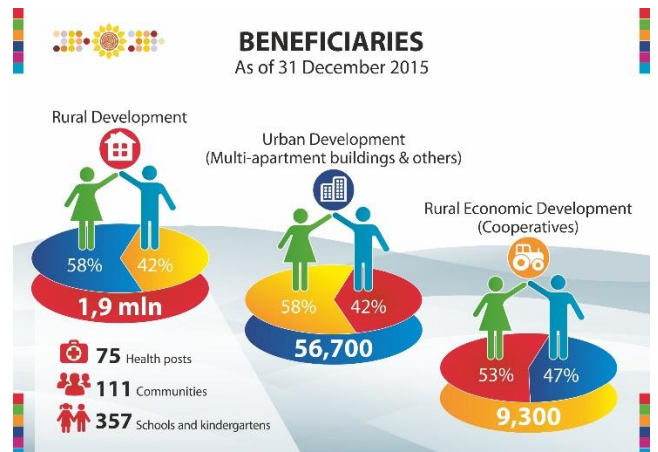 BENEFICIARIES
As of 31 December 2015
Rural Development
58% 42%
1,9 mln
Urban Development
(Multi-apartment buildings & others)
58% 42%
56,700
Rural Economic Development
(Cooperatives)
53% 47%
9,300
75 Health posts
111 Communities
357 Schools and kindergartens